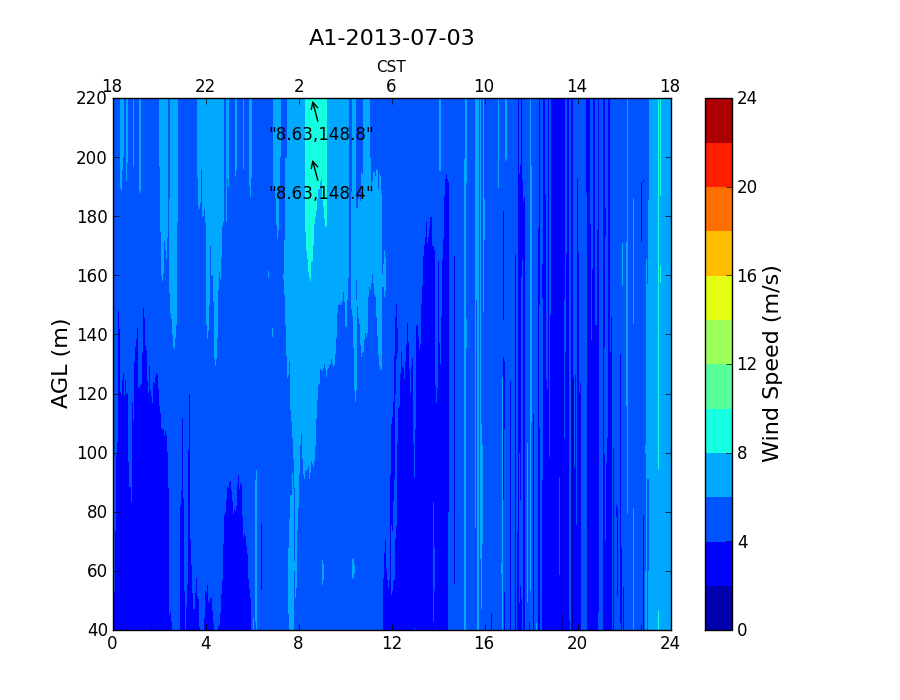 A1-2013-07-03
CST
18 22 2 6 10 14 18
220 200 180 160 140 120 100 80 60 40
AGL (m)
"8.63,148.8"
"8.63,148.4"
0 4 8 12 16 20 24
24 20 16 12 8 4 0
Wind Speed (m/s)